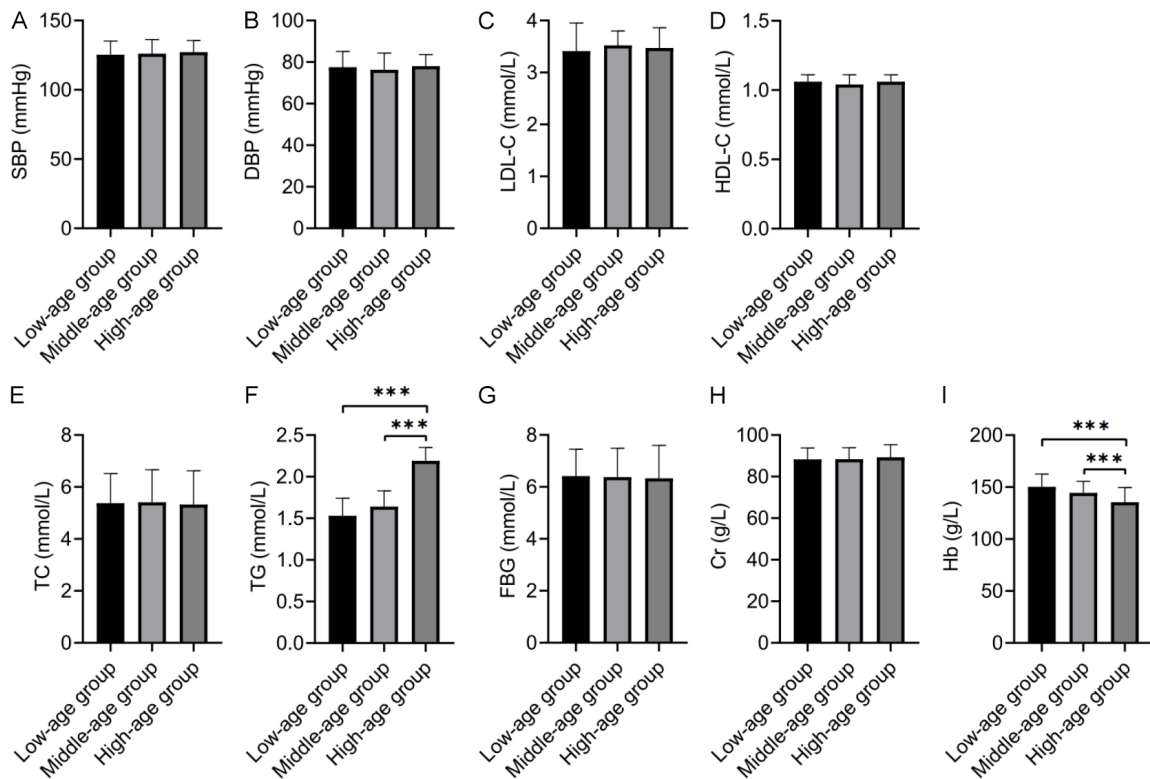 A
SBP (mmHg)
150
100
50
0
Low-age group
Middle-age group
High-age group
B
DBP (mmHg)
100
80
60
40
20
0
Low-age group
Middle-age group
High-age group
C
LDL-C (mmol/L)
4
3
2
1
0
Low-age group
Middle-age group
High-age group
D
HDL-C (mmol/L)
1.5
1.0
0.5
0.0
Low-age group
Middle-age group
High-age group
E
TC (mmol/L)
8
6
4
2
0
Low-age group
Middle-age group
High-age group
F
***
***
TG (mmol/L)
2.5
2.0
1.5
1.0
0.5
0.0
Low-age group
Middle-age group
High-age group
G
FBG (mmol/L)
8
6
4
2
0
Low-age group
Middle-age group
High-age group
H
Cr (g/L)
100
80
60
40
20
0
Low-age group
Middle-age group
High-age group
I
***
***
Hb (g/L)
200
150
100
50
0
Low-age group
Middle-age group
High-age group